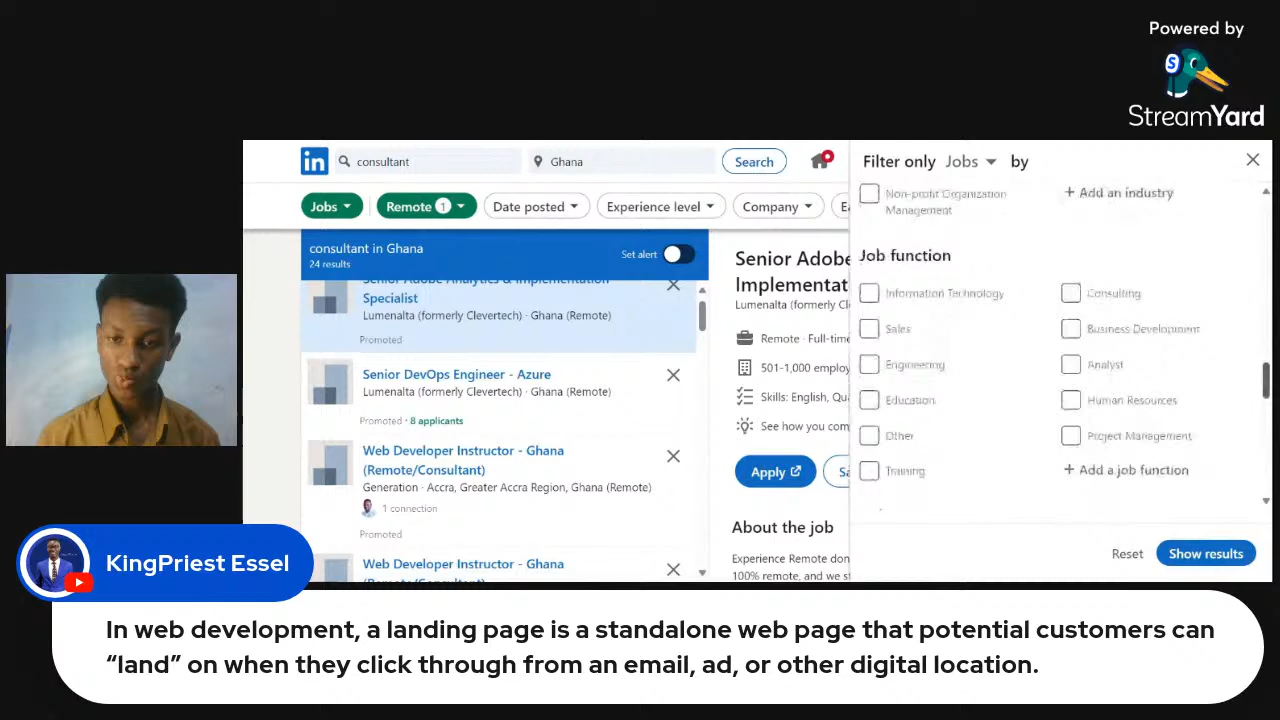 Powered by
StreamYard
in
consultant
Ghana
Search
Jobs
Remote 1
Date posted
Experience level
Company
consultant in Ghana
24 results
Set alert
Senior Adobe Analytics & Implementation
Specialist
Lumenalta (formerly Clevertech) · Ghana (Remote)
Promoted
Senior DevOps Engineer - Azure
Lumenalta (formerly Clevertech) · Ghana (Remote)
Promoted · 8 applicants
Web Developer Instructor - Ghana
(Remote/Consultant)
Generation - Accra, Greater Accra Region, Ghana (Remote)
1 connection
Promoted
Web Developer Instructor - Ghana
(Remote/Consultant)
Senior Adobe
Implementat
Lumenalta (formerly Cl
Remote · Full-time
501-1,000 employ
Skills: English, Qu
See how you com
Apply
Sa
About the job
Experience Remote don
100% remote, and we s
Filter only Jobs by
Non-profit Organization
Management
+ Add an industry
Job function
Information Technology
Consulting
Sales
Business Development
Engineering
Analyst
Education
Human Resources
Other
Project Management
Training
+ Add a job function
Reset
Show results
KingPriest Essel
In web development, a landing page is a standalone web page that potential customers can
“land” on when they click through from an email, ad, or other digital location.